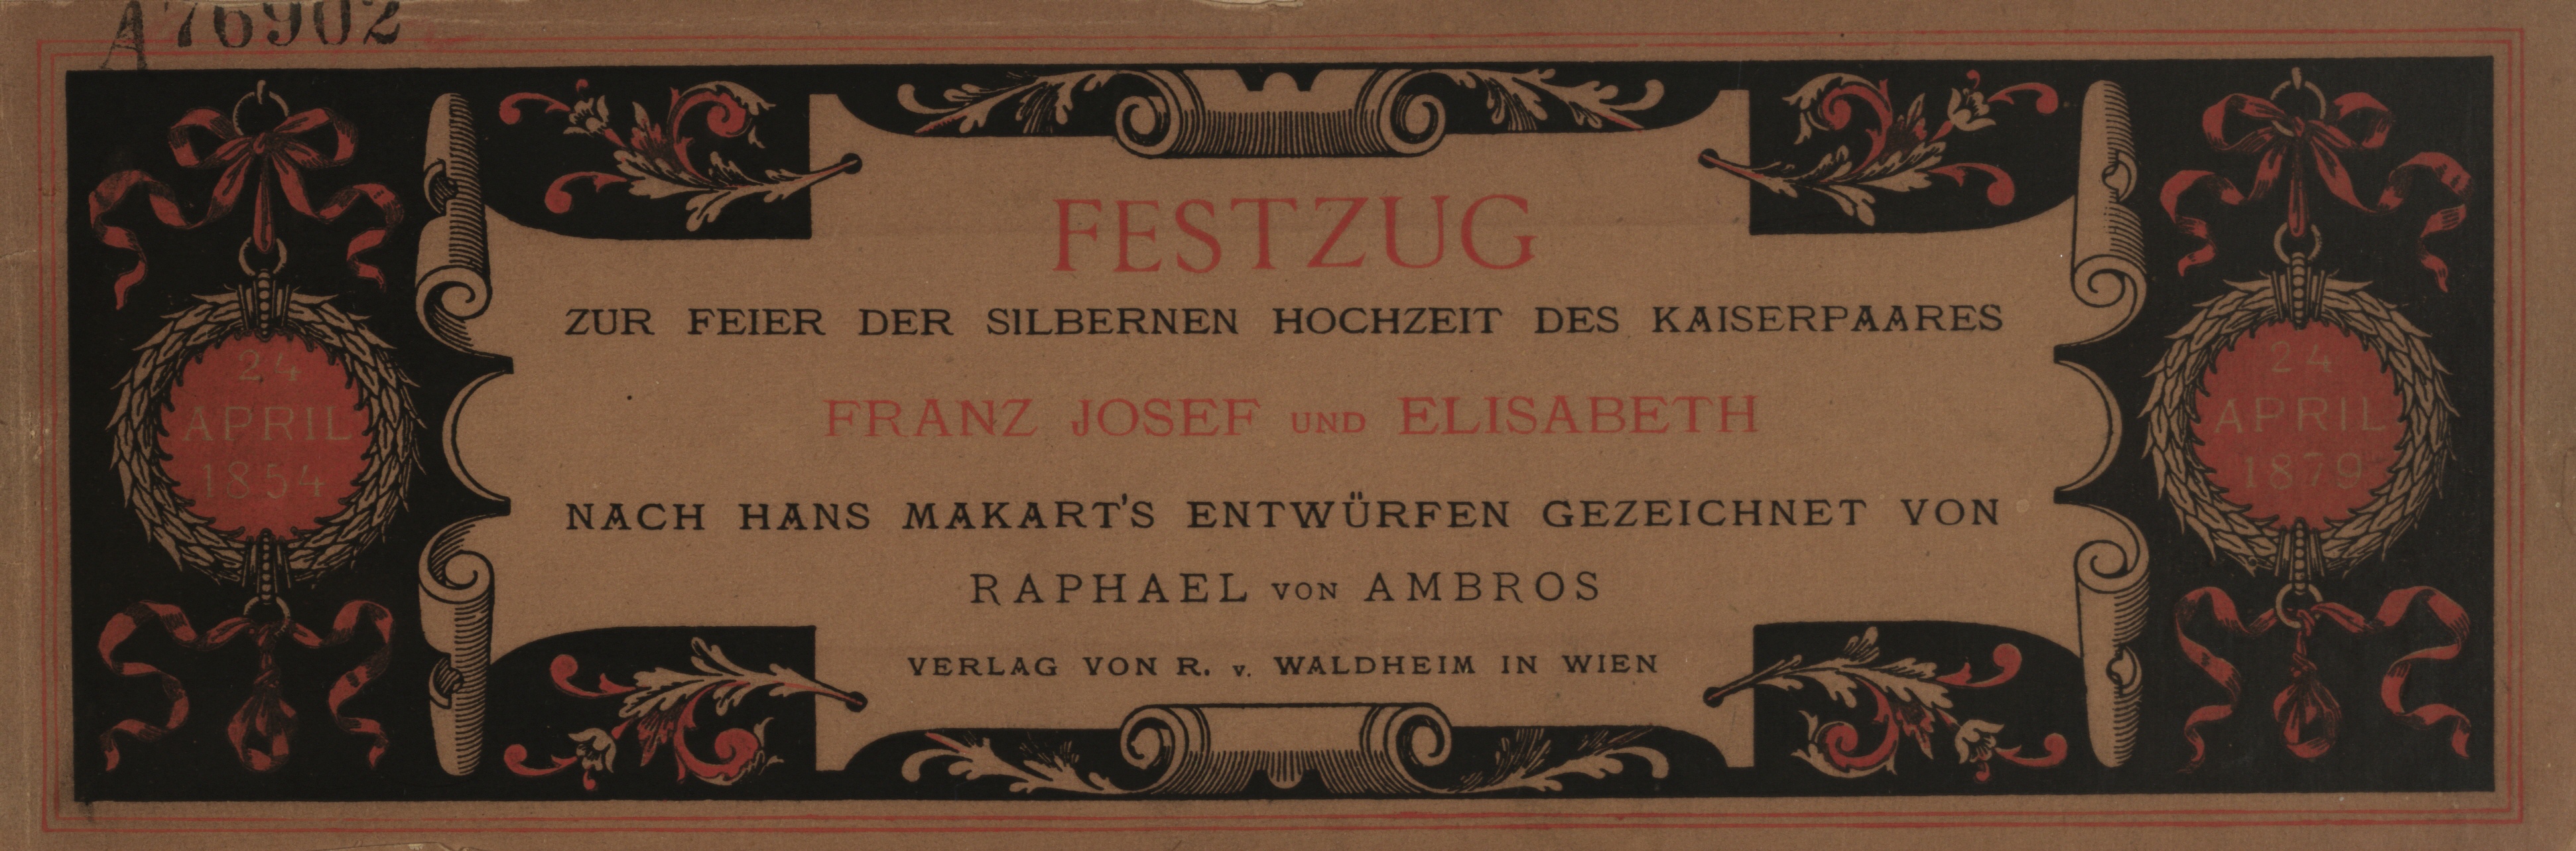 A 76902
FESTZUG
ZUR FEIER DER SILBERNEN HOCHZEIT DES KAISERPAARES
FRANZ JOSEF UND ELISABETH
NACH HANS MAKART'S ENTWÜRFEN GEZEICHNET VON
RAPHAEL VON AMBROS
VERLAG VON R. v. WALDHEIM IN WIEN
24
APRIL
1854
24
APRIL
1879